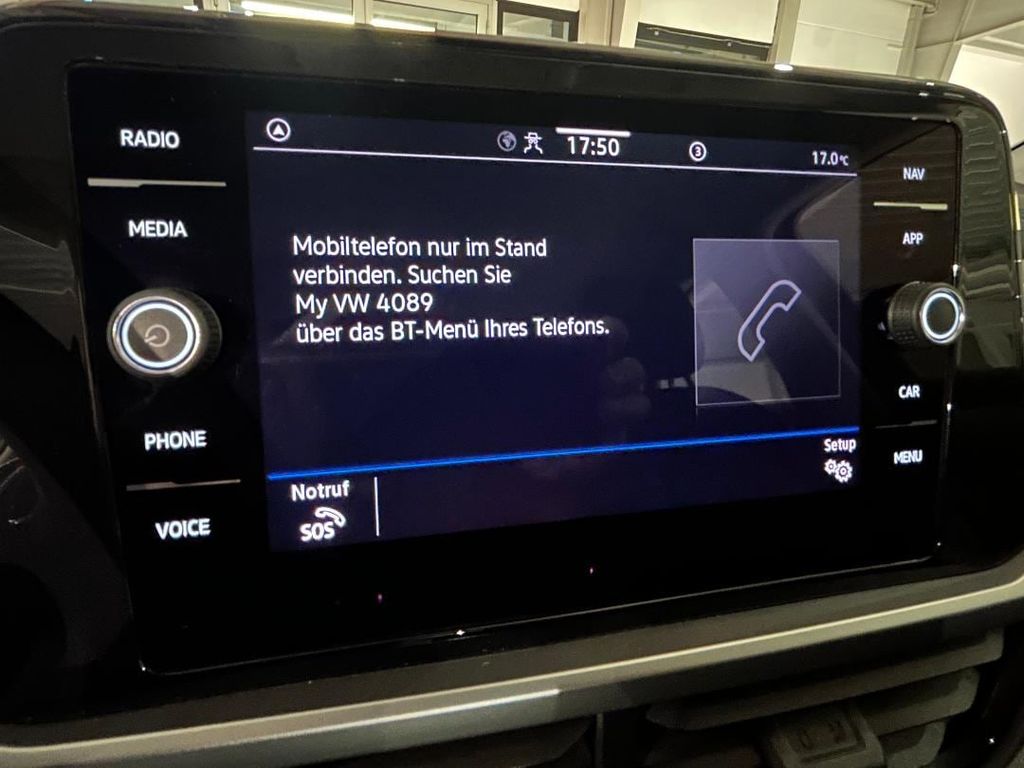 RADIO
MEDIA
PHONE
VOICE
17:50
3
17.0°C
Mobiltelefon nur im Stand
verbinden. Suchen Sie
My VW 4089
über das BT-Menü Ihres Telefons.
Setup
Notruf
SOS
NAV
APP
CAR
MENU